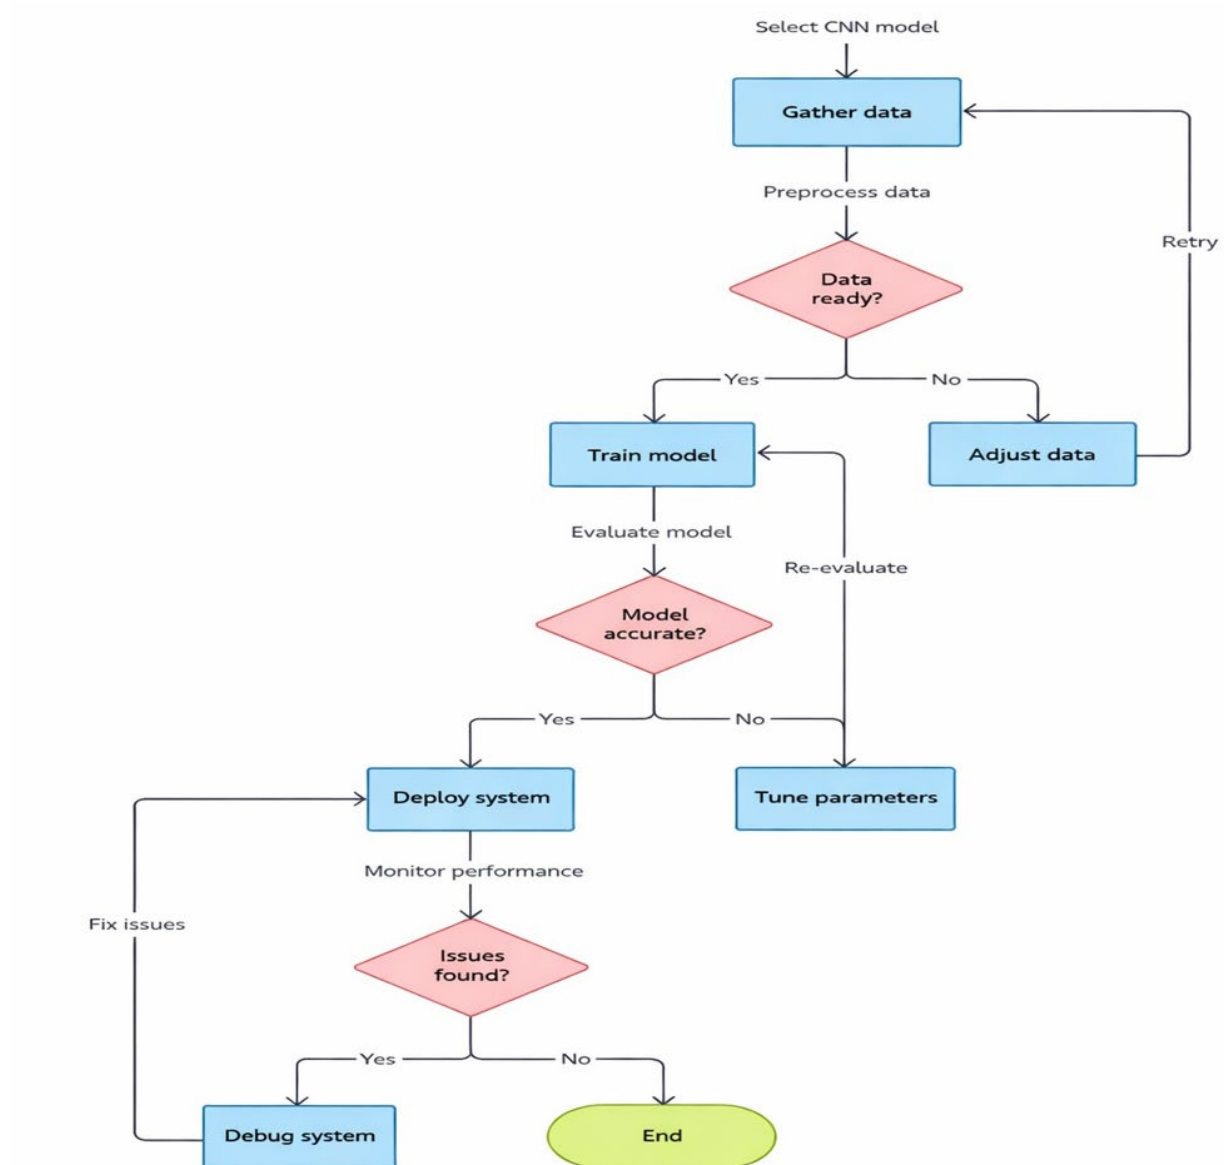 Select CNN model
Gather data
Preprocess data
Retry
Data
ready?
Yes
No
Train model
Adjust data
Evaluate model
Re-evaluate
Model
accurate?
Yes
No
Deploy system
Tune parameters
Monitor performance
Fix issues
Issues
found?
Yes
No
Debug system
End